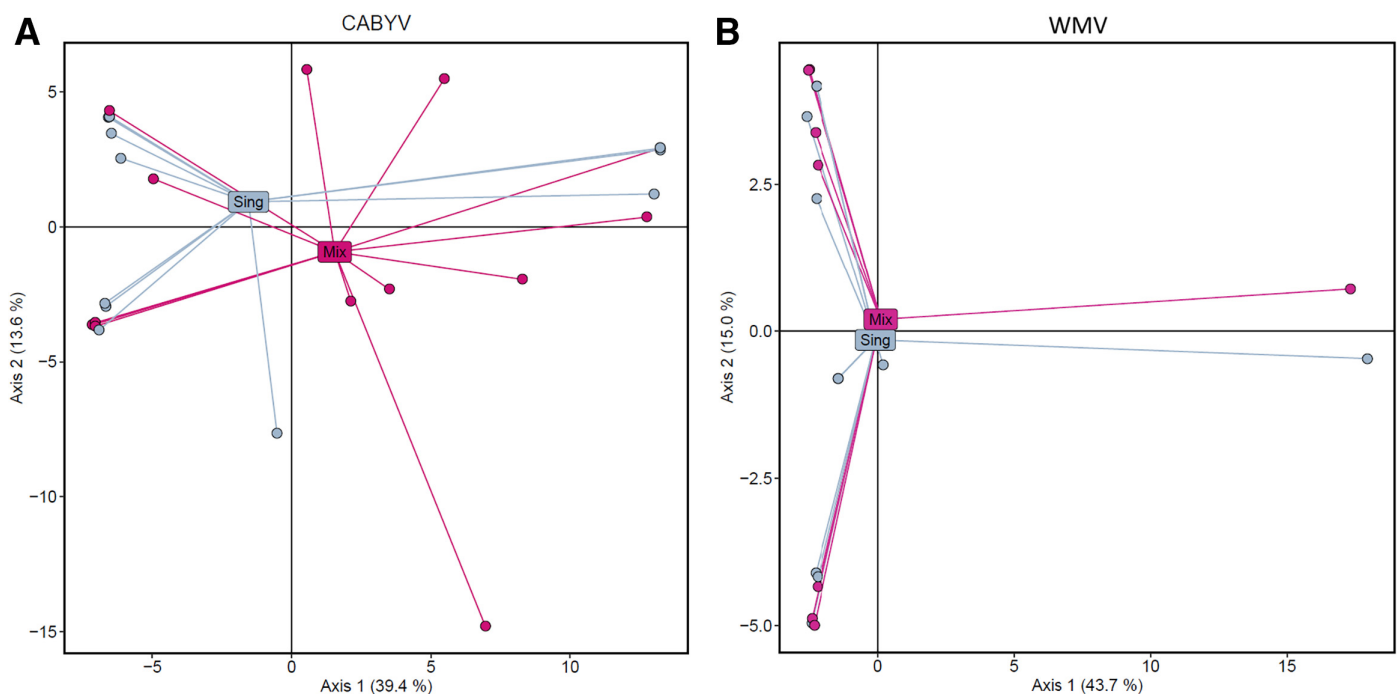 A
CABYV
5
0
−5
−10
−15
Sing
Mix
−5
0
5
10
Axis 1 (39.4 %)
Axis 2 (13.6 %)
B
WMV
2.5
0.0
−2.5
−5.0
Mix
Sing
0
5
10
15
Axis 1 (43.7 %)
Axis 2 (15.0 %)